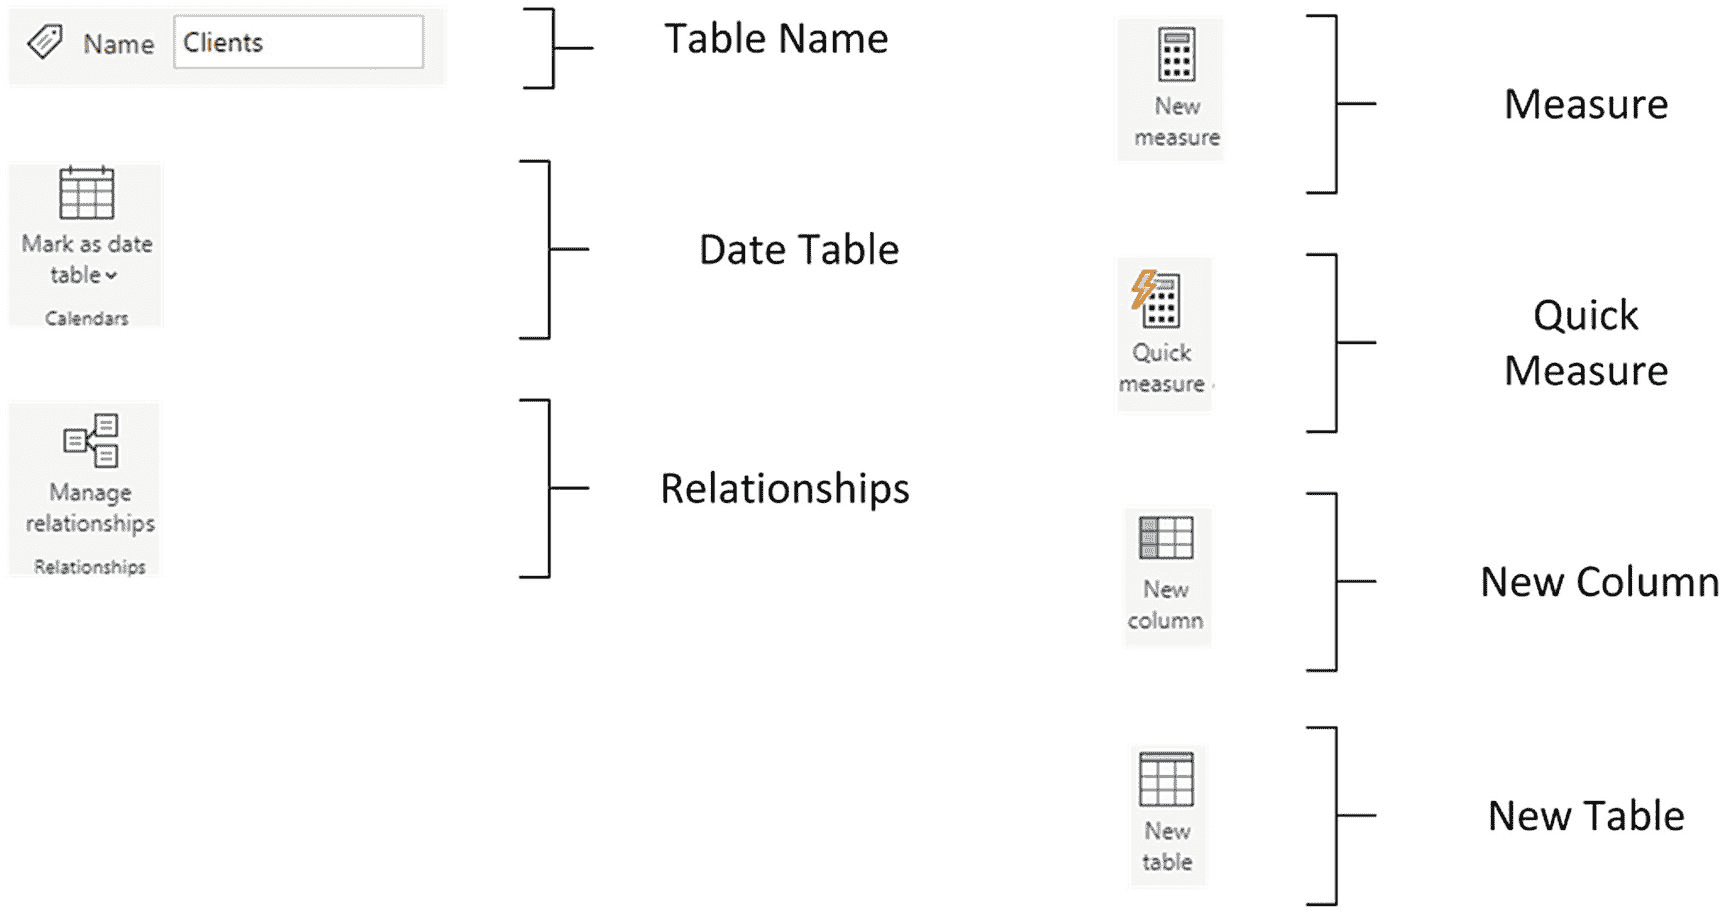 Name
Clients
Table Name
Mark as date
table
Calendars
Date Table
Manage
relationships
Relationships
Relationships
New
measure
Measure
Quick
measure
Quick
Measure
New
column
New Column
New
table
New Table